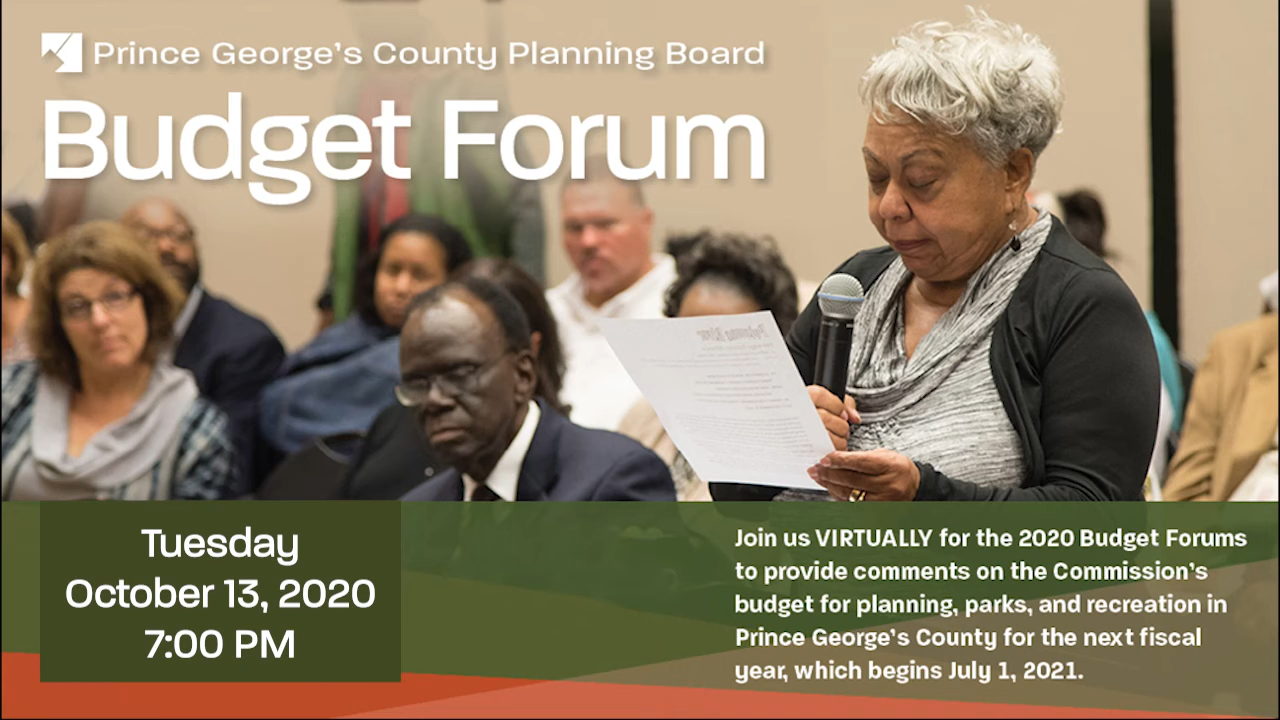 Prince George's County Planning Board
Budget Forum
Tuesday
October 13, 2020
7:00 PM
Join us VIRTUALLY for the 2020 Budget Forums
to provide comments on the Commission's
budget for planning, parks, and recreation in
Prince George's County for the next fiscal
year, which begins July 1, 2021.